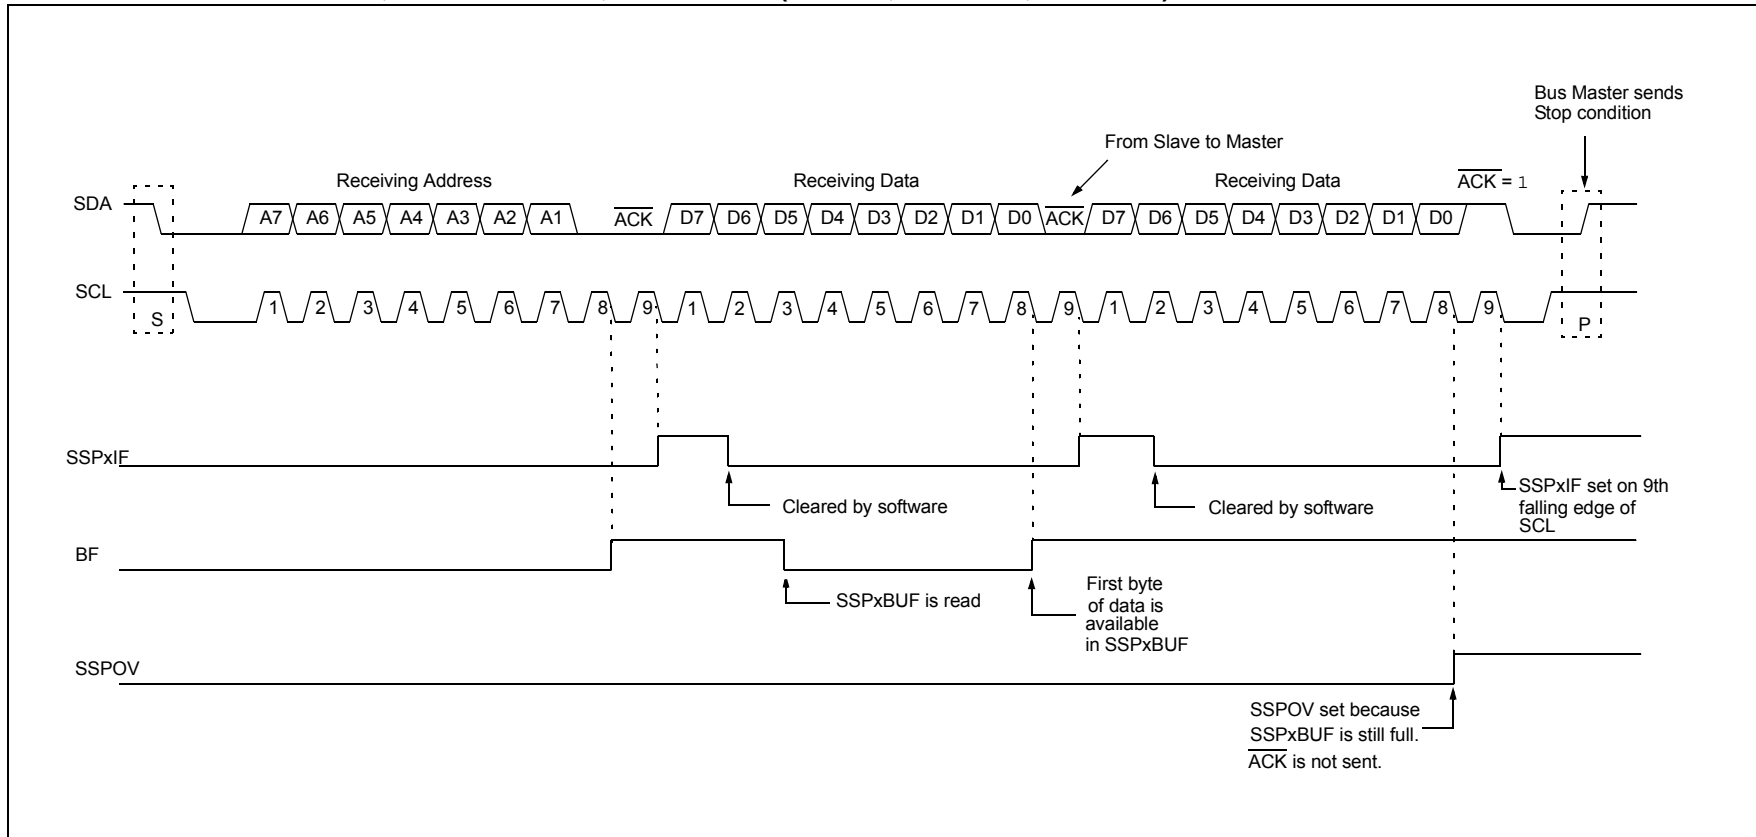 Bus Master sends
Stop condition
From Slave to Master
Receiving Address
Receiving Data
Receiving Data
ACK = 1
SDA
A7 A6 A5 A4 A3 A2 A1 ACK D7 D6 D5 D4 D3 D2 D1 D0 ACK D7 D6 D5 D4 D3 D2 D1 D0
SCL
S
1 2 3 4 5 6 7 8 9 1 2 3 4 5 6 7 8 9 1 2 3 4 5 6 7 8 9
P
SSPxIF
Cleared by software
Cleared by software
SSPxIF set on 9th
falling edge of
SCL
BF
SSPxBUF is read
First byte
of data is
available
in SSPxBUF
SSPOV
SSPOV set because
SSPxBUF is still full.
ACK is not sent.